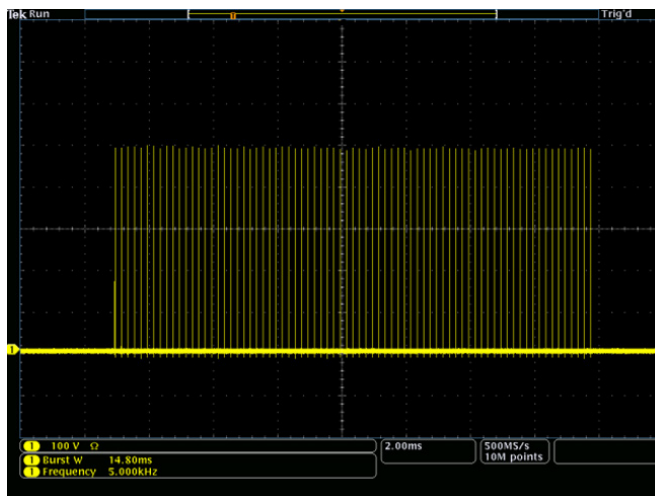 Tek Run Trig'd
1
1 100 V Ω 2.00ms 500MS/s
10M points
1 Burst W 14.80ms
1 Frequency 5.000kHz